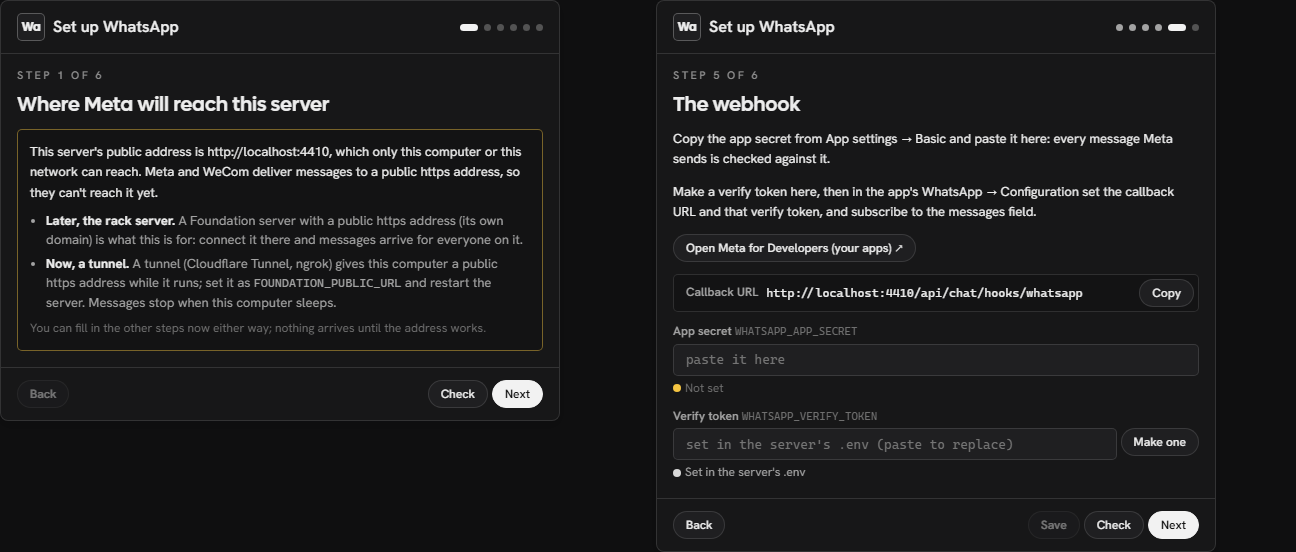 Wa Set up WhatsApp
STEP 1 OF 6
Where Meta will reach this server
This server's public address is http://localhost:4410, which only this computer or this
network can reach. Meta and WeCom deliver messages to a public https address, so
they can't reach it yet.
• Later, the rack server. A Foundation server with a public https address (its own
domain) is what this is for: connect it there and messages arrive for everyone on it.
• Now, a tunnel. A tunnel (Cloudflare Tunnel, ngrok) gives this computer a public
https address while it runs; set it as FOUNDATION_PUBLIC_URL and restart the
server. Messages stop when this computer sleeps.
You can fill in the other steps now either way; nothing arrives until the address works.
Back Check Next
Wa Set up WhatsApp
STEP 5 OF 6
The webhook
Copy the app secret from App settings → Basic and paste it here: every message Meta
sends is checked against it.
Make a verify token here, then in the app's WhatsApp → Configuration set the callback
URL and that verify token, and subscribe to the messages field.
Open Meta for Developers (your apps) ↗
Callback URL http://localhost:4410/api/chat/hooks/whatsapp Copy
App secret WHATSAPP_APP_SECRET
paste it here
Not set
Verify token WHATSAPP_VERIFY_TOKEN
set in the server's .env (paste to replace) Make one
Set in the server's .env
Back Save Check Next